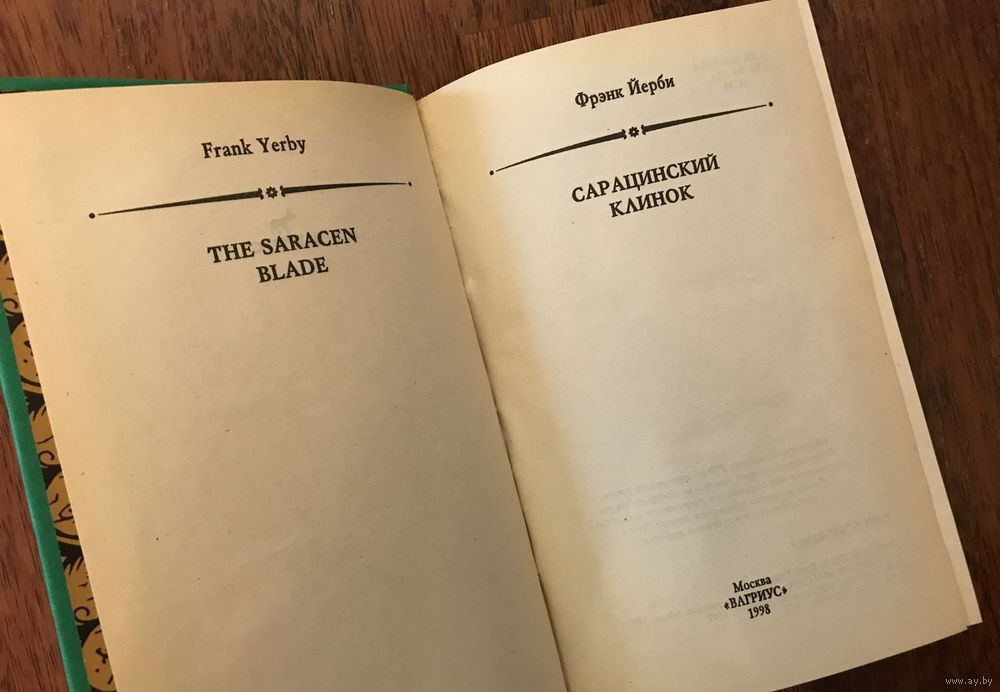 Frank Yerby
THE SARACEN
BLADE
Фрэнк Йерби
САРАЦИНСКИЙ
КЛИНОК
Москва
«ВАГРИУС»
1998
www.ay.by